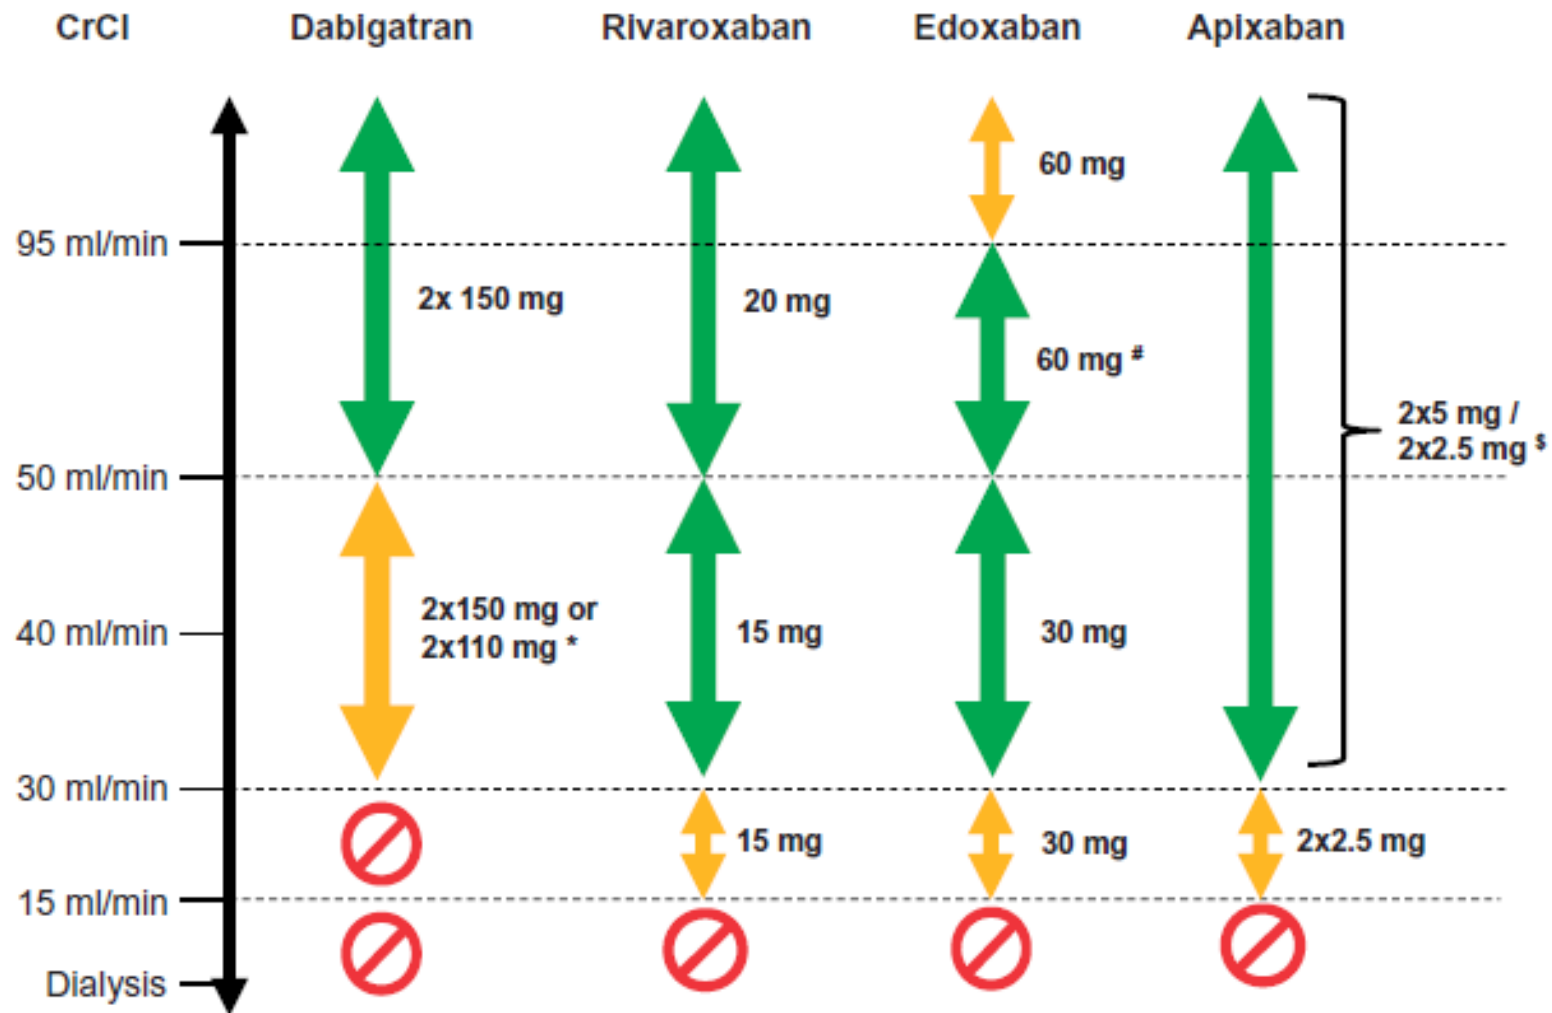 CrCl Dabigatran Rivaroxaban Edoxaban Apixaban
60 mg
95 ml/min
2x 150 mg 20 mg
60 mg #
2x5 mg /
2x2.5 mg $
50 ml/min
2x150 mg or
2x110 mg *
40 ml/min 15 mg 30 mg
30 ml/min
15 mg 30 mg 2x2.5 mg
15 ml/min
Dialysis